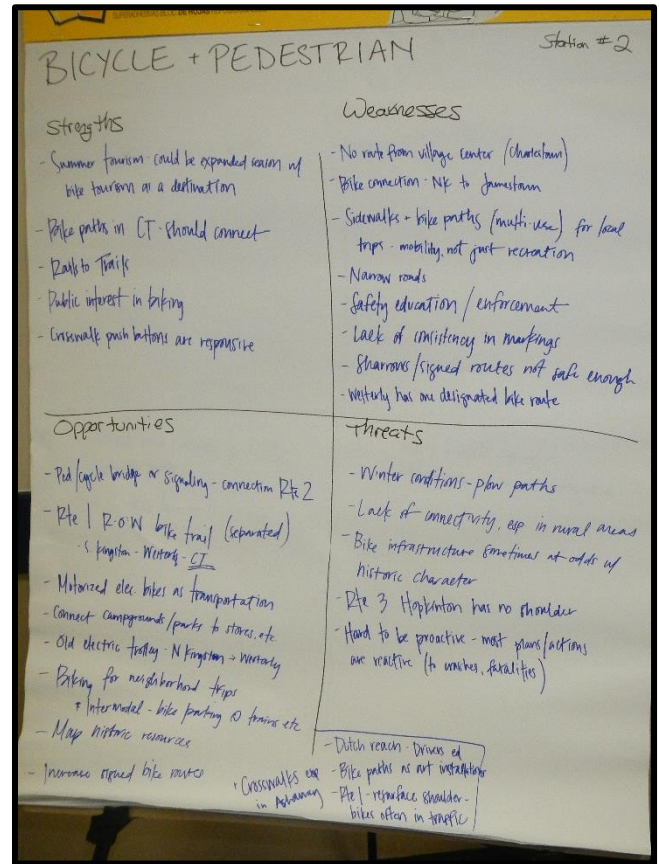 BICYCLE + PEDESTRIAN
Station #2
Strengths
- Summer tourism - could be expanded season w/
bike tourism as a destination
- Bike paths in CT - should connect
- Rails to Trails
- Public interest in biking
- Crosswalk push buttons are responsive
Weaknesses
- No route from village center (Charlestown)
- Bike connection - NK to Jamestown
- Sidewalks + bike paths (multi-use) for local
trips - mobility, not just recreation
- Narrow roads
- Safety education / enforcement
- Lack of consistency in markings
- Sharrows/signed routes not safe enough
- Westerly has one designated bike route
Opportunities
- Ped/cycle bridge or signaling - connection Rte 2
- Rte 1 R.O.W bike trail (separated)
- S. Kingston - Westerly - CT
- Motorized elec. bikes as transportation
- Connect campgrounds/parks to stores, etc
- Old electric trolley - N Kingston → Westerly
- Biking for neighborhood trips
* Intermodal - bike parking @ trains etc
- Map historic resources
- Increase signed bike routes
* Crosswalks esp
in Ashaway
Threats
- Winter conditions - plow paths
- Lack of connectivity, esp in rural areas
- Bike infrastructure sometimes at odds w/
historic character
- Rte 3 Hopkinton has no shoulder
- Hard to be proactive - most plans/actions
are reactive (to crashes, fatalities)
- Dutch reach - Drivers ed
- Bike paths as art installations
- Rte 1 - repurface shoulder -
bikes often in traffic